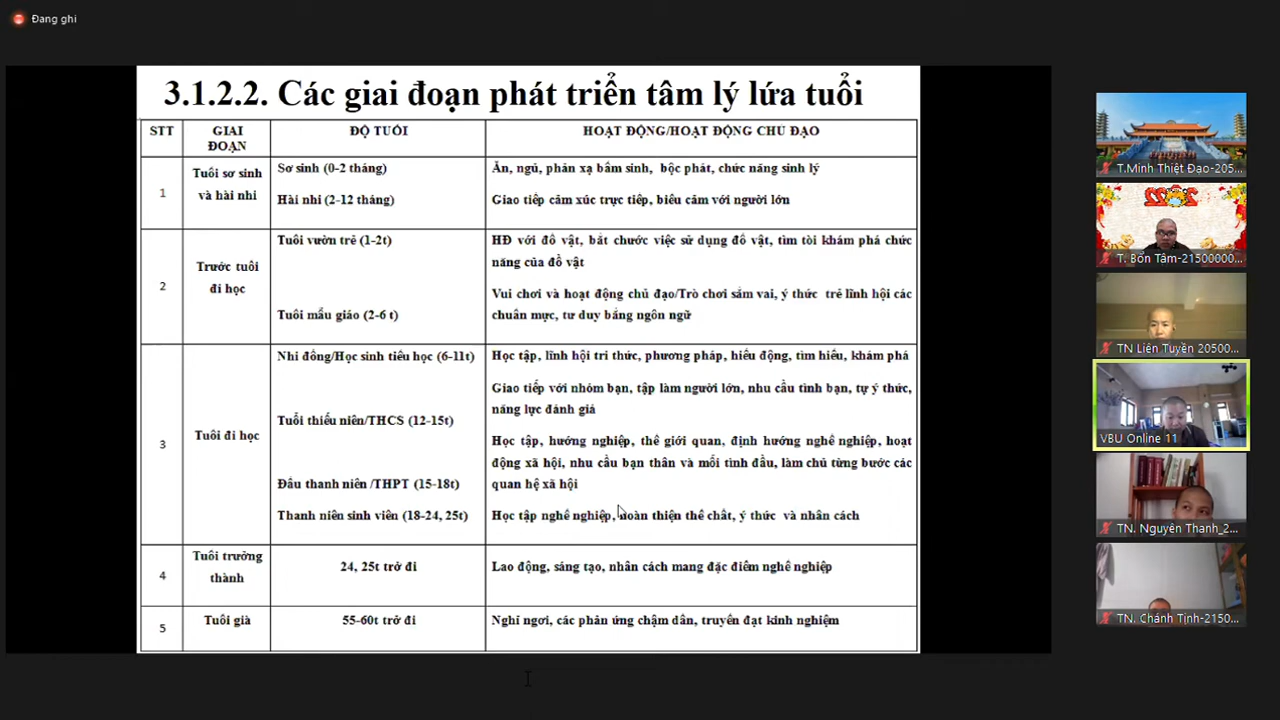 Đang ghi
3.1.2.2. Các giai đoạn phát triển tâm lý lứa tuổi
STT
GIAI
ĐOẠN
ĐỘ TUỔI
HOẠT ĐỘNG/HOẠT ĐỘNG CHỦ ĐẠO
1
Tuổi sơ sinh
và hài nhi
Sơ sinh (0-2 tháng)
Hài nhi (2-12 tháng)
Ăn, ngủ, phản xạ bẩm sinh, bộc phát, chức năng sinh lý
Giao tiếp cảm xúc trực tiếp, biểu cảm với người lớn
2
Trước tuổi
đi học
Tuổi vườn trẻ (1-2t)
Tuổi mẫu giáo (2-6 t)
HĐ với đồ vật, bắt chước việc sử dụng đồ vật, tìm tòi khám phá chức
năng của đồ vật
Vui chơi và hoạt động chủ đạo/Trò chơi sắm vai, ý thức trẻ lĩnh hội các
chuẩn mực, tư duy bằng ngôn ngữ
3
Tuổi đi học
Nhi đồng/Học sinh tiểu học (6-11t)
Tuổi thiếu niên/THCS (12-15t)
Đầu thanh niên /THPT (15-18t)
Thanh niên sinh viên (18-24, 25t)
Học tập, lĩnh hội tri thức, phương pháp, hiếu động, tìm hiểu, khám phá
Giao tiếp với nhóm bạn, tập làm người lớn, nhu cầu tình bạn, tự ý thức,
năng lực đánh giá
Học tập, hướng nghiệp, thế giới quan, định hướng nghề nghiệp, hoạt
động xã hội, nhu cầu bạn thân và mối tình đầu, làm chủ từng bước các
quan hệ xã hội
Học tập nghề nghiệp, hoàn thiện thể chất, ý thức và nhân cách
4
Tuổi trưởng
thành
24, 25t trở đi
Lao động, sáng tạo, nhân cách mang đặc điểm nghề nghiệp
5
Tuổi già
55-60t trở đi
Nghỉ ngơi, các phản ứng chậm dần, truyền đạt kinh nghiệm
T.Minh Thiệt Đạo-205...
2022
T. Bổn Tâm-21500000...
TN Liên Tuyền 20500...
VBU Online 11
TN. Nguyên Thanh_2...
TN. Chánh Tịnh-2150...